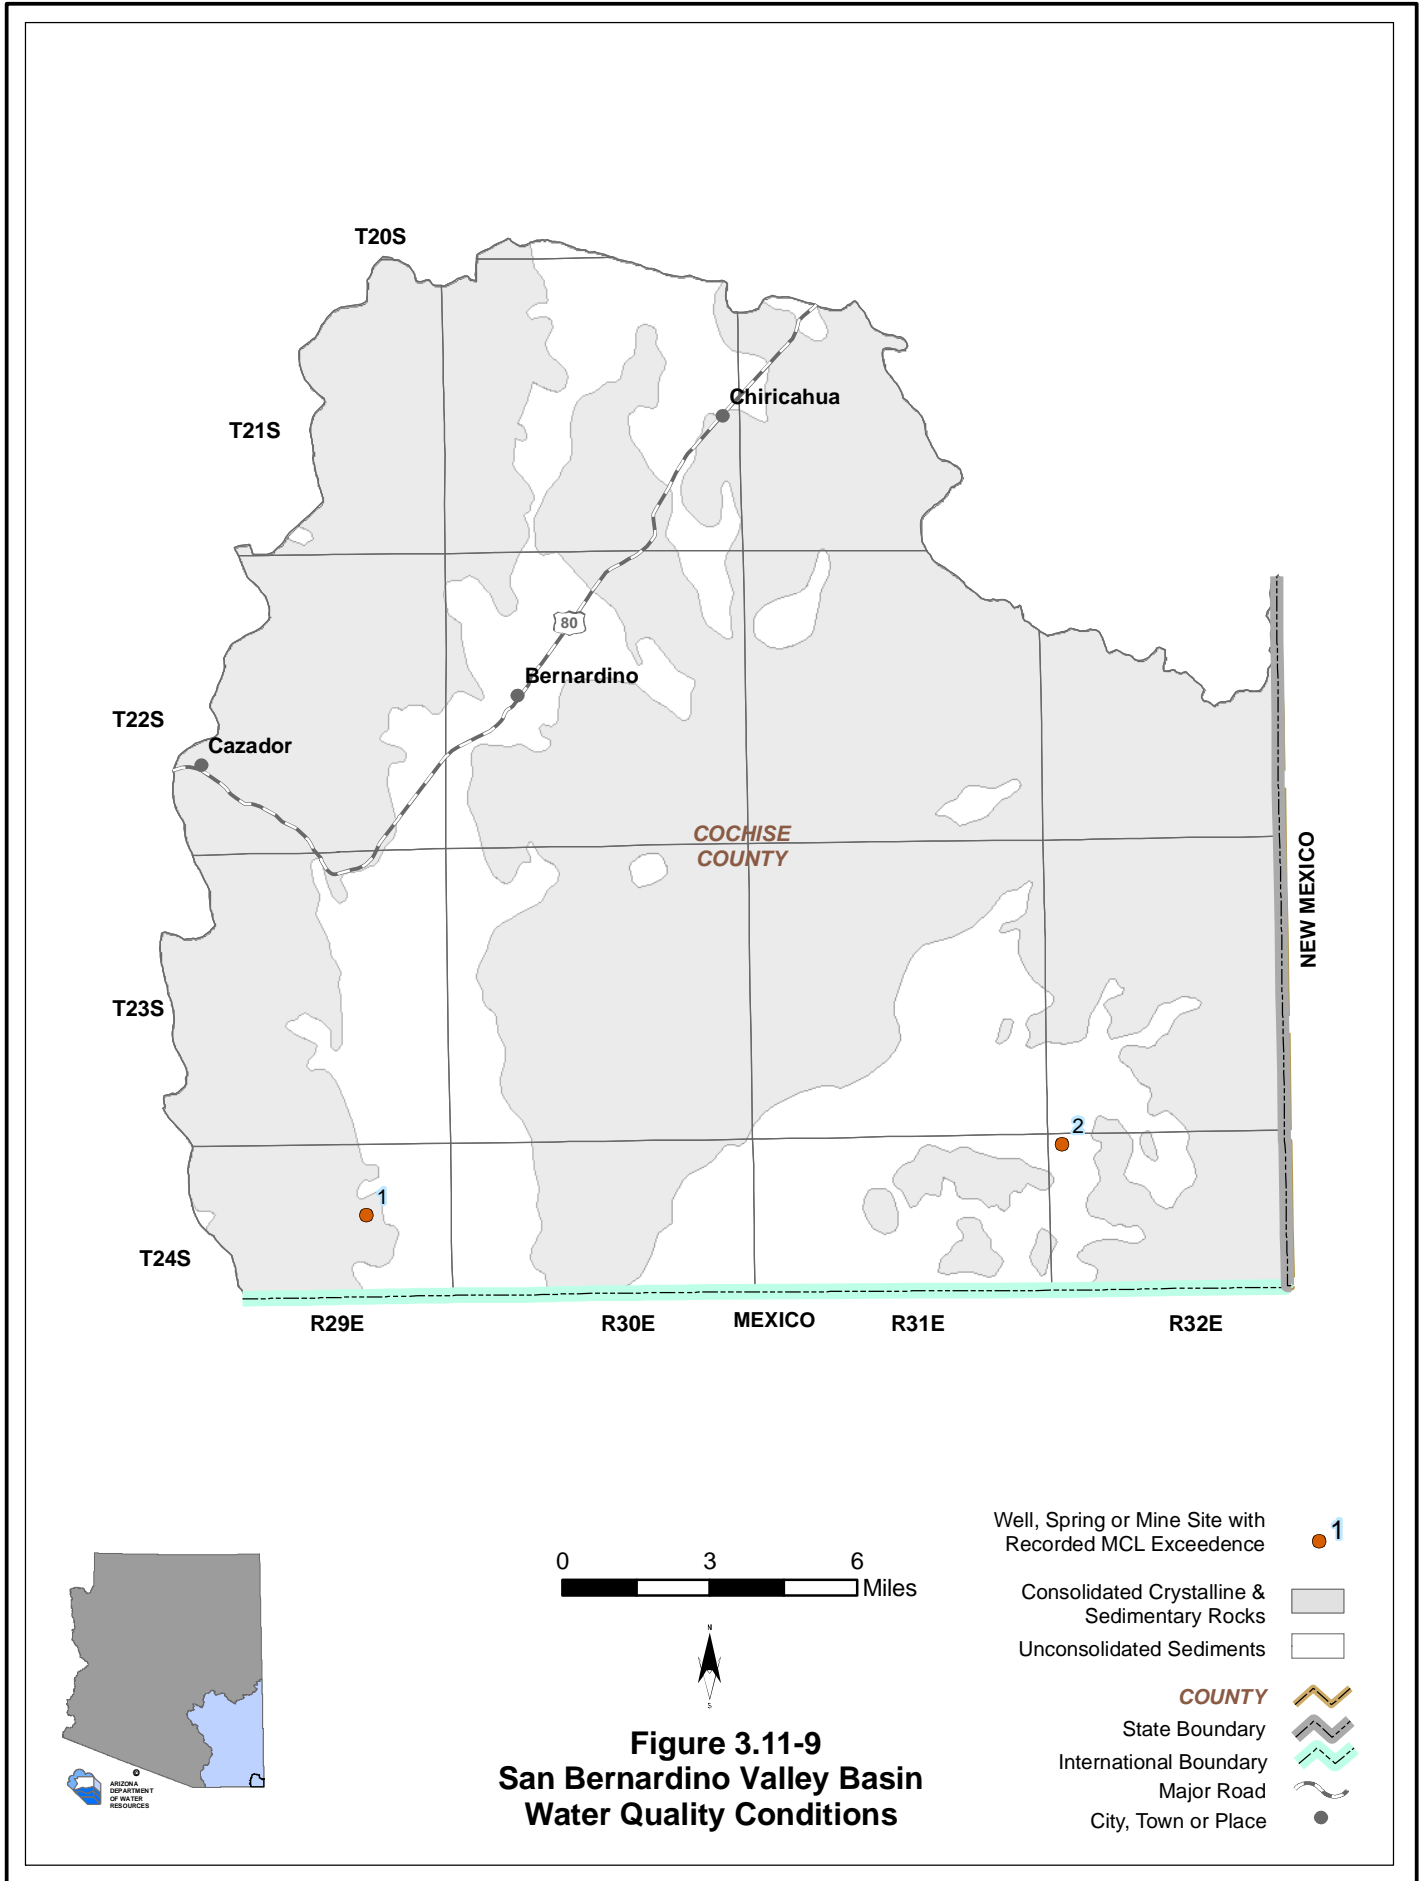 T20S
Chiricahua
T21S
80
Bernardino
T22S
Cazador
COCHISE
COUNTY
NEW MEXICO
T23S
2
1
T24S
R29E
R30E
MEXICO
R31E
R32E
Well, Spring or Mine Site with
Recorded MCL Exceedence
1
0 3 6
Miles
Consolidated Crystalline &
Sedimentary Rocks
Unconsolidated Sediments
N
S
COUNTY
State Boundary
International Boundary
Major Road
City, Town or Place
Figure 3.11-9
San Bernardino Valley Basin
Water Quality Conditions
ARIZONA
DEPARTMENT
OF WATER
RESOURCES